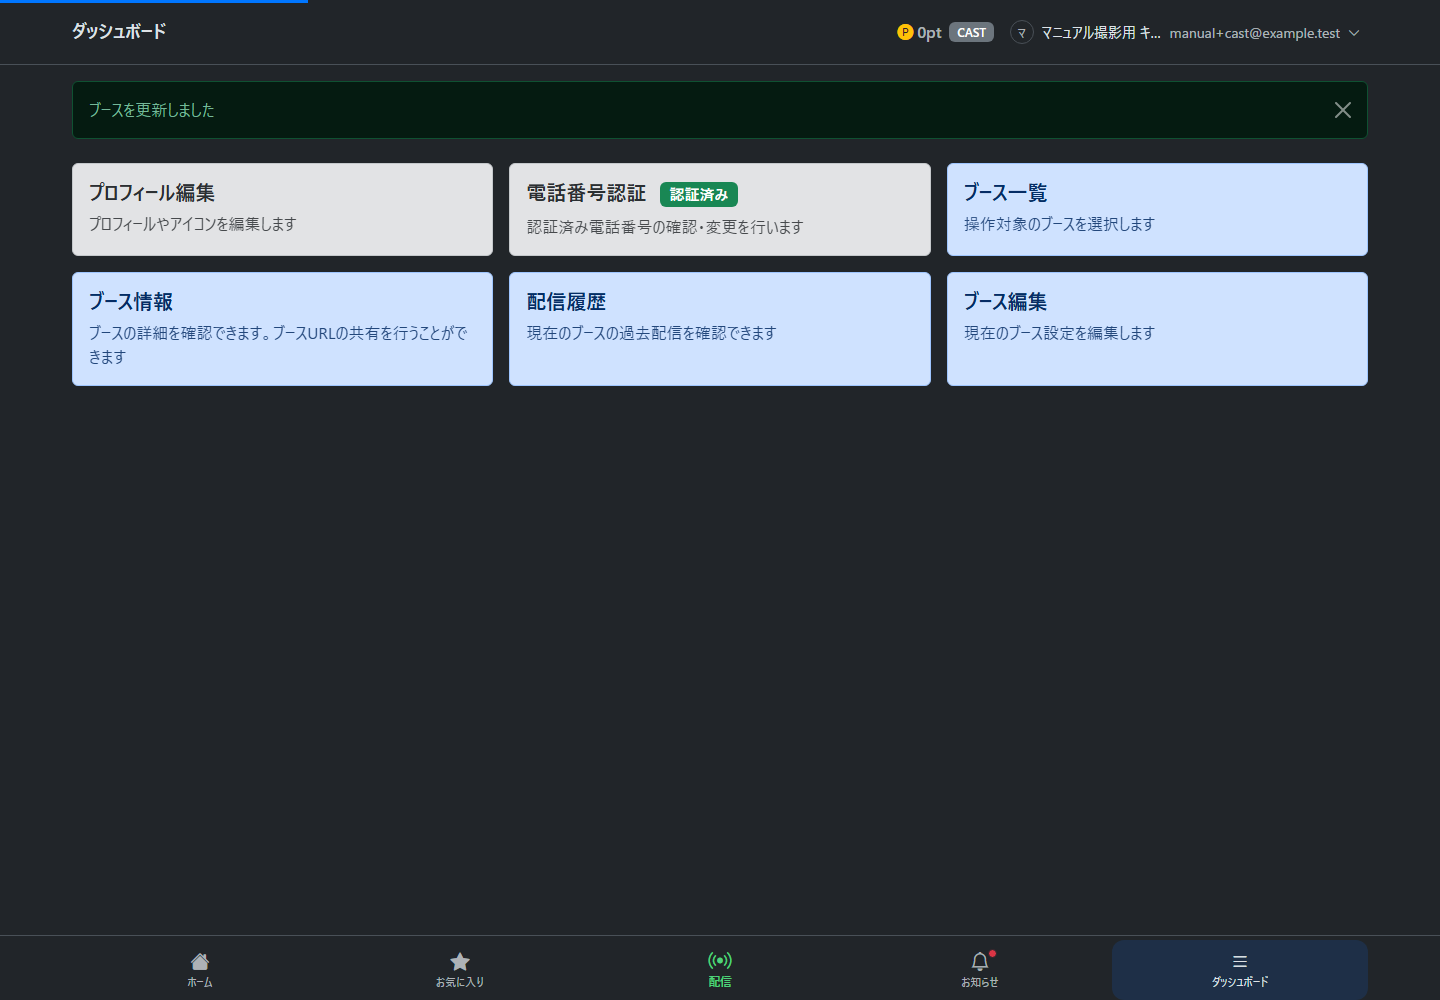 ダッシュボード
P 0pt CAST マ マニュアル撮影用 キ... manual+cast@example.test
ブースを更新しました
プロフィール編集
プロフィールやアイコンを編集します
電話番号認証 認証済み
認証済み電話番号の確認・変更を行います
ブース一覧
操作対象のブースを選択します
ブース情報
ブースの詳細を確認できます。ブースURLの共有を行うことがで
きます
配信履歴
現在のブースの過去配信を確認できます
ブース編集
現在のブース設定を編集します
ホーム
お気に入り
配信
お知らせ
ダッシュボード